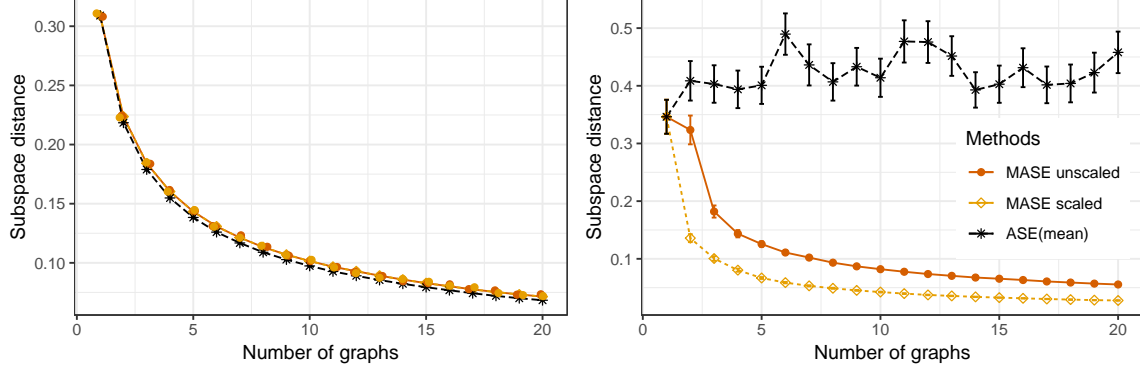 0.30
0.25
0.20
0.15
0.10
0
5
10
15
20
Number of graphs
Subspace distance
0.5
0.4
0.3
0.2
0.1
0
5
10
15
20
Number of graphs
Subspace distance
Methods
MASE unscaled
MASE scaled
ASE(mean)